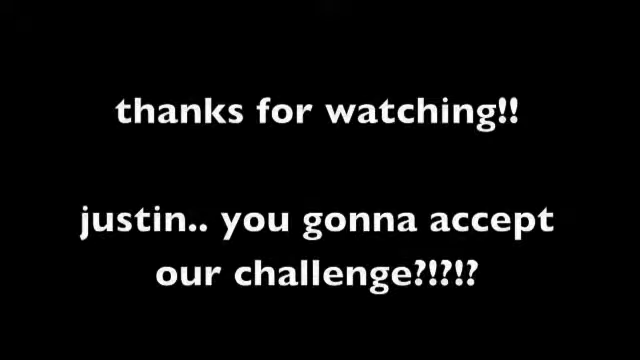 thanks for watching!!
justin.. you gonna accept
our challenge?!?!?